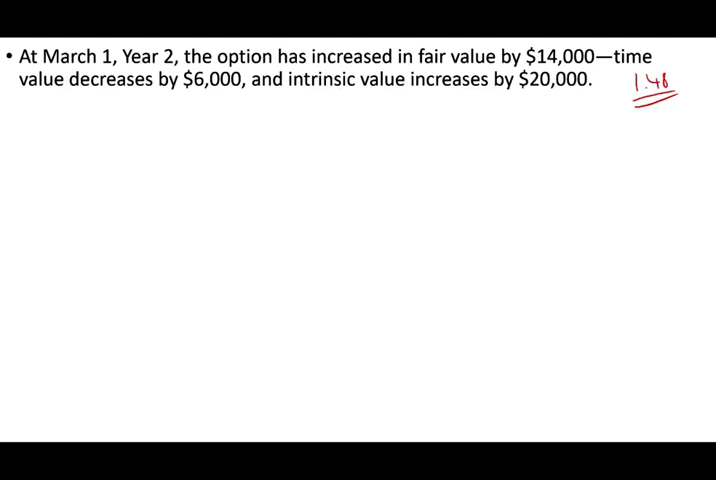 • At March 1, Year 2, the option has increased in fair value by $14,000—time
value decreases by $6,000, and intrinsic value increases by $20,000.
1.48